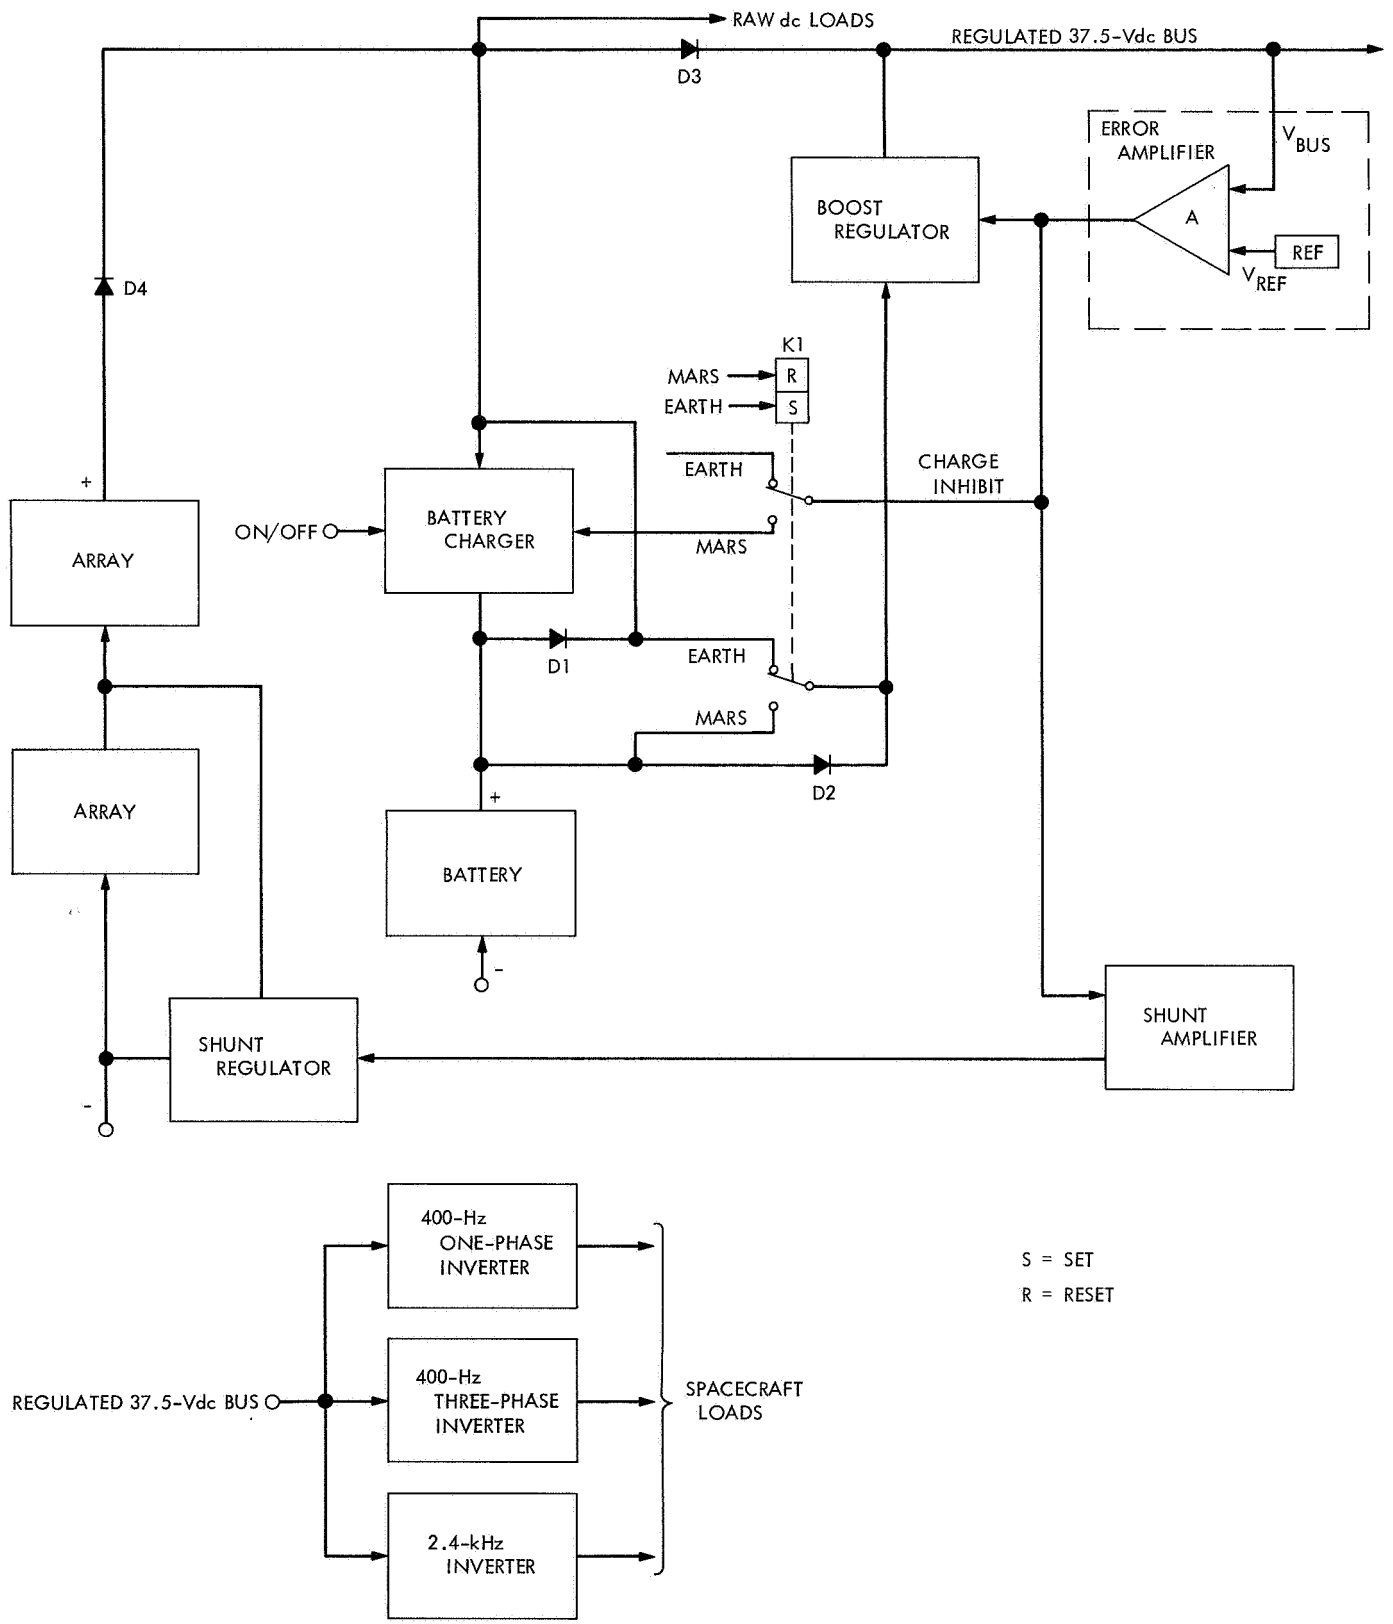 RAW dc LOADS
REGULATED 37.5-Vdc BUS
D3
ERROR
AMPLIFIER
VBUS
A
REF
VREF
BOOST
REGULATOR
D4
K1
MARS
R
EARTH
S
+
EARTH
CHARGE
INHIBIT
ARRAY
ON/OFF
BATTERY
CHARGER
MARS
D1
EARTH
MARS
D2
+
ARRAY
BATTERY
-
SHUNT
REGULATOR
SHUNT
AMPLIFIER
-
400-Hz
ONE-PHASE
INVERTER
S = SET
R = RESET
REGULATED 37.5-Vdc BUS
400-Hz
THREE-PHASE
INVERTER
SPACECRAFT
LOADS
2.4-kHz
INVERTER